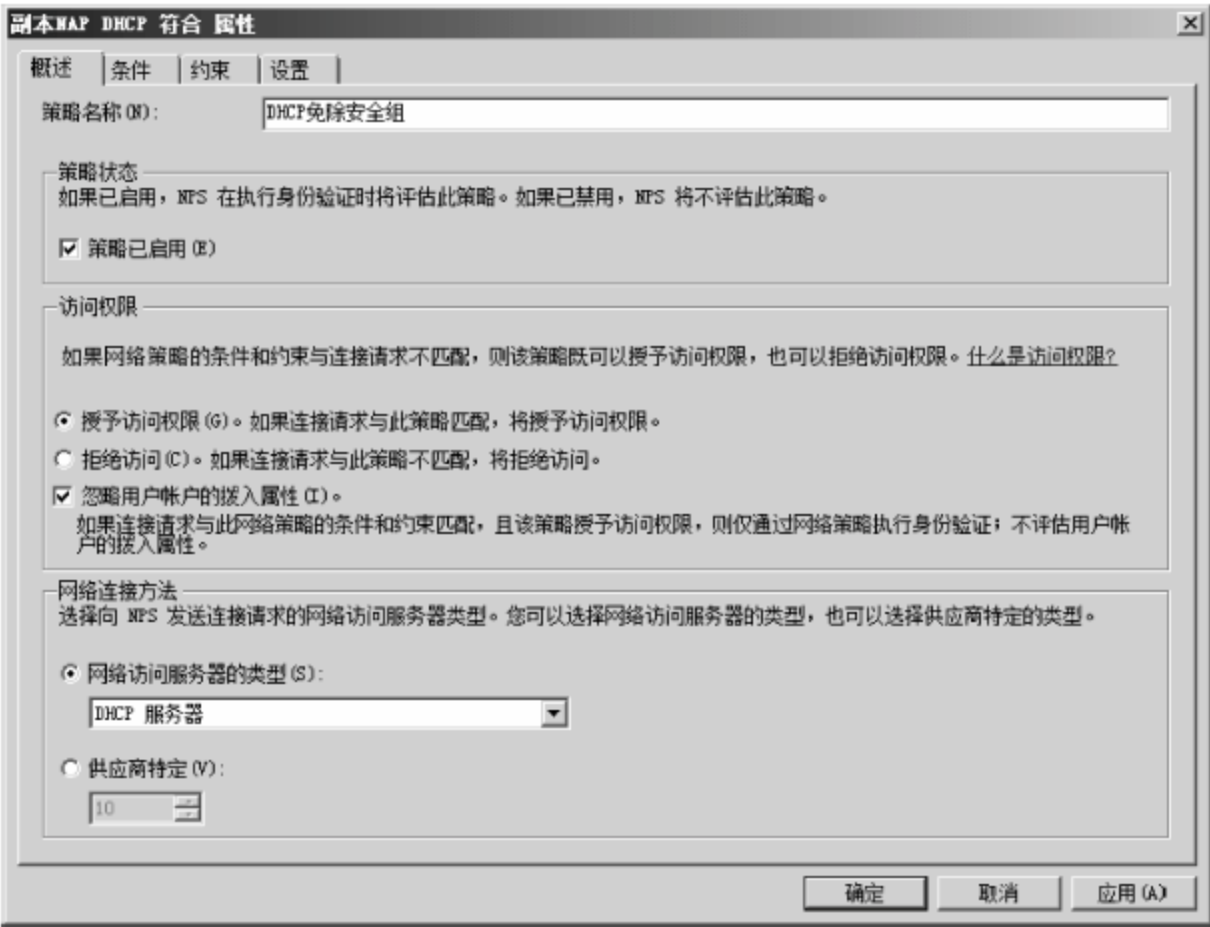 副本NAP DHCP 符合 属性
概述 条件 约束 设置
策略名称(N): DHCP免除安全组
策略状态
如果已启用，NPS 在执行身份验证时将评估此策略。如果已禁用，NPS 将不评估此策略。
策略已启用(E)
访问权限
如果网络策略的条件和约束与连接请求不匹配，则该策略既可以授予访问权限，也可以拒绝访问权限。什么是访问权限?
授予访问权限(G)。如果连接请求与此策略匹配，将授予访问权限。
拒绝访问(C)。如果连接请求与此策略不匹配，将拒绝访问。
忽略用户帐户的拨入属性(I)。
如果连接请求与此网络策略的条件和约束匹配，且该策略授予访问权限，则仅通过网络策略执行身份验证；不评估用户帐
户的拨入属性。
网络连接方法
选择向 NPS 发送连接请求的网络访问服务器类型。您可以选择网络访问服务器的类型，也可以选择供应商特定的类型。
网络访问服务器的类型(S):
DHCP 服务器
供应商特定(V):
10
确定 取消 应用(A)